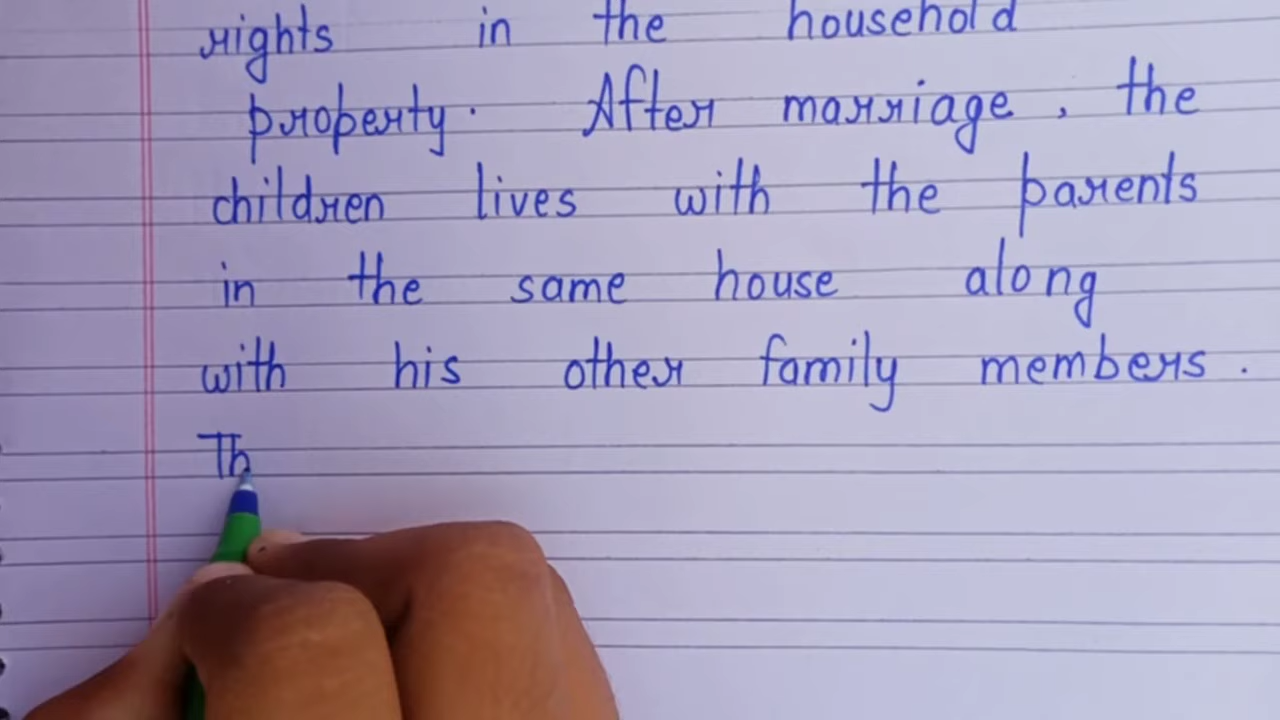 rights in the household
property. After marriage, the
children lives with the parents
in the same house along
with his other family members.
Th